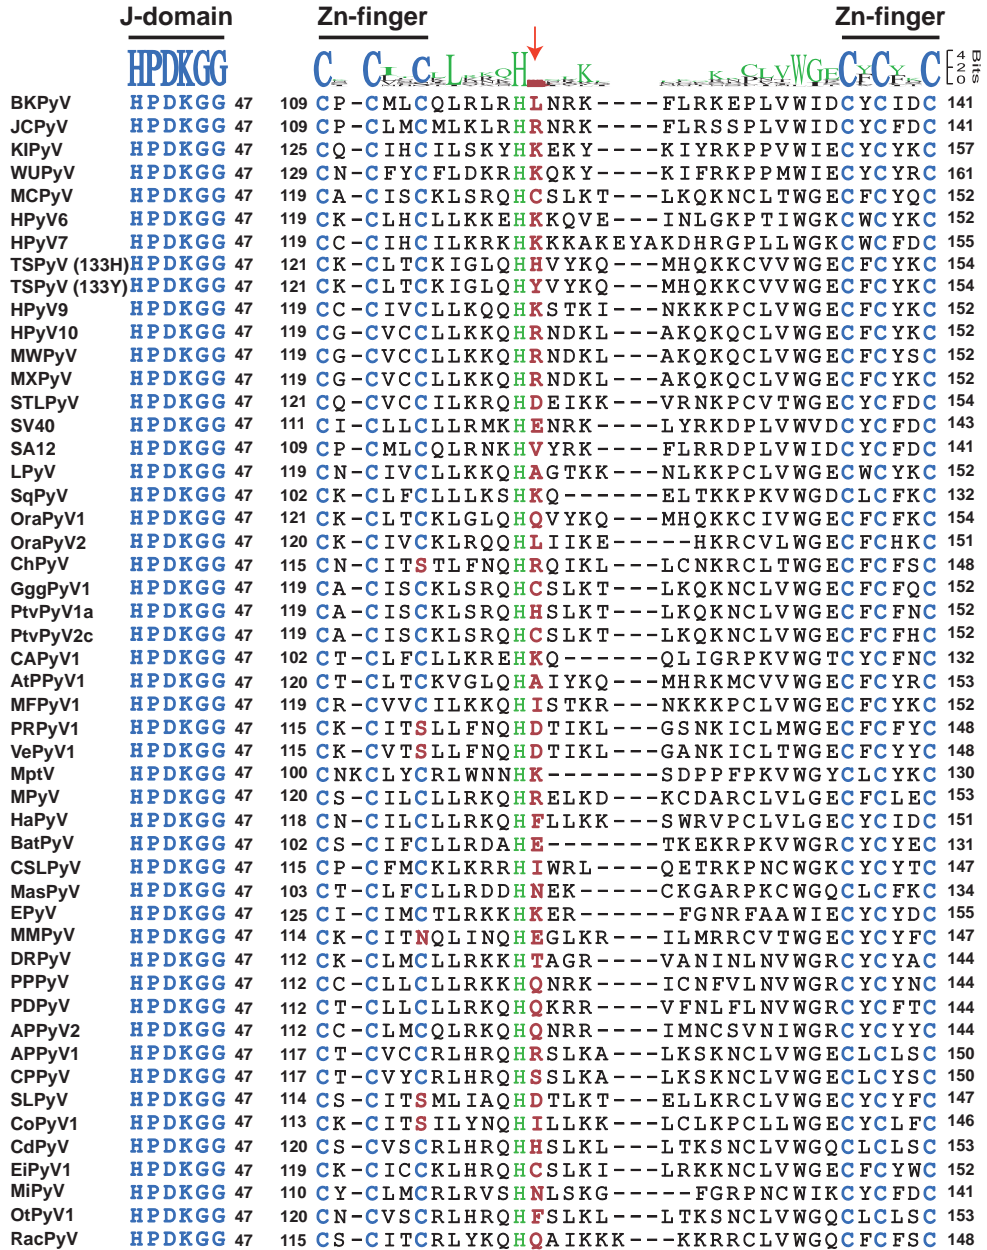 J-domain Zn-finger Zn-finger
HPDKGG C C C L H L K C L V W G E C Y C Y C 4 2 0 Bits
BKPyV HPDKGG 47 109 CP-CMLCQLRLRHLNRK----FLRKEPLVWIDCYCIDC 141
JCPyV HPDKGG 47 109 CP-CLMCMLKLRHRNRK----FLRSSPLVWIDCYCFDC 141
KIPyV HPDKGG 47 125 CQ-CIHCILSKYHKEKY----KIYRKPPVWIECYCYKC 157
WUPyV HPDKGG 47 129 CN-CFYCFLDKRHKQKY----KIFRKPPMWIECYCYRC 161
MCPyV HPDKGG 47 119 CA-CISCKLSRQHCSLKT---LKQKNCLTWGECFCYQC 152
HPyV6 HPDKGG 47 119 CK-CLHCLLKKEHKKQVE---INLGKPTIWGKCWCYKC 152
HPyV7 HPDKGG 47 119 CC-CIHCILKRKHKKKAKEYAKDHRGPLLWGKCWCFDC 155
TSPyV (133H) HPDKGG 47 121 CK-CLTCKIGLQHHVYKQ---MHQKKCVVWGECFCYKC 154
TSPyV (133Y) HPDKGG 47 121 CK-CLTCKIGLQHYVYKQ---MHQKKCVVWGECFCYKC 154
HPyV9 HPDKGG 47 119 CC-CIVCLLKQQHKSTKI---NKKKPCLVWGECFCYKC 152
HPyV10 HPDKGG 47 119 CG-CVCCLLKKQHRNDKL---AKQKQCLVWGECFCYKC 152
MWPyV HPDKGG 47 119 CG-CVCCLLKKQHRNDKL---AKQKQCLVWGECFCYSC 152
MXPyV HPDKGG 47 119 CG-CVCCLLKKQHRNDKL---AKQKQCLVWGECFCYKC 152
STLPyV HPDKGG 47 121 CQ-CVCCILKRQHDEIKK---VRNKPCVTWGECYCFDC 154
SV40 HPDKGG 47 111 CI-CLLCLLRMKHENRK----LYRKDPLVWVDCYCFDC 143
SA12 HPDKGG 47 109 CP-CMLCQLRNKHVYRK----FLRRDPLVWIDCYCFDC 141
LPyV HPDKGG 47 119 CN-CIVCLLKKQHAGTKK---NLKKPCLVWGECWCYKC 152
SqPyV HPDKGG 47 102 CK-CLFCLLLKSHKQ-----ELTKKPKVWGDCLCFKC 132
OraPyV1 HPDKGG 47 121 CK-CLTCKLGLQHQVYKQ---MHQKKCIVWGECFCFKC 154
OraPyV2 HPDKGG 47 120 CK-CIVCKLRQQHLIIKE----HKRCVLWGECFCHKC 151
ChPyV HPDKGG 47 115 CN-CITSTLFNQHRQIKL---LCNKRCLTWGECFCFSC 148
GggPyV1 HPDKGG 47 119 CA-CISCKLSRQHCSLKT---LKQKNCLTWGECFCFQC 152
PtvPyV1a HPDKGG 47 119 CA-CISCKLSRQHHSLKT---LKQKNCLVWGECFCFNC 152
PtvPyV2c HPDKGG 47 119 CA-CISCKLSRQHCSLKT---LKQKNCLVWGECFCFHC 152
CAPyV1 HPDKGG 47 102 CT-CLFCLLKREHKQ-----QLIGRPKVWGTCYCFNC 132
AtPPyV1 HPDKGG 47 120 CT-CLTCKVGLQHAIYKQ---MHRKMCVVWGECFCYRC 153
MFPyV1 HPDKGG 47 119 CR-CVVCILKKQHISTKR---NKKKPCLVWGECFCYKC 152
PRPyV1 HPDKGG 47 115 CK-CITSLLFNQHDTIKL---GSNKICLMWGECFCFYC 148
VePyV1 HPDKGG 47 115 CK-CVTSLLFNQHDTIKL---GANKICLTWGECFCYYC 148
MptV HPDKGG 47 100 CNKCLYCRLWNNHK-------SDPPFPKVWGYCLCYKC 130
MPyV HPDKGG 47 120 CS-CILCLLRKQHRELKD---KCDARCLVLGECFCLEC 153
HaPyV HPDKGG 47 118 CN-CILCLLRKQHFLLKK---SWRVPCLVLGECYCIDC 151
BatPyV HPDKGG 47 102 CS-CIFCLLRDAHE-------TKEKRPKVWGRCYCYEC 131
CSLPyV HPDKGG 47 115 CP-CFMCKLKRRHIWRL----QETRKPNCWGKCYCYTC 147
MasPyV HPDKGG 47 103 CT-CLFCLLRDDHNEK-----CKGARPKCWGQCLCFKC 134
EPyV HPDKGG 47 125 CI-CIMCTLRKKHKER------FGNRFAAWIECYCYDC 155
MMPyV HPDKGG 47 114 CK-CITNQLINQHEGLKR---ILMRRCVTWGECYCYFC 147
DRPyV HPDKGG 47 112 CK-CLMCLLRKKHTAGR----VANINLNVWGRCYCYAC 144
PPPyV HPDKGG 47 112 CC-CLLCLLRKKHQNRK----ICNFVLNVWGRCYCYNC 144
PDPyV HPDKGG 47 112 CT-CLLCLLRKQHQKRR----VFNLFLNVWGRCYCFTC 144
APPyV2 HPDKGG 47 112 CC-CLMCQLRKQHQNRR----IMNCSVNIWGRCYCYYC 144
APPyV1 HPDKGG 47 117 CT-CVCCRLHRQHRSLKA---LKSKNCLVWGECLCLSC 150
CPPyV HPDKGG 47 117 CT-CVYCRLHRQHSSLKA---LKSKNCLVWGECLCYSC 150
SLPyV HPDKGG 47 114 CS-CITSMLIAQHDTLKT---ELLKRCLVWGECYCYFC 147
CoPyV1 HPDKGG 47 113 CK-CITSILYNQHILLKK---LCLKPCLLWGECYCLFC 146
CdPyV HPDKGG 47 120 CS-CVSCRLHRQHHSLKL---LTKSNCLVWGQCLCLSC 153
EiPyV1 HPDKGG 47 119 CK-CICCKLHRQHCSLKI---LRKKNCLVWGECFCYWC 152
MiPyV HPDKGG 47 110 CY-CLMCRLRVSHNLSKG-----FGRPNCWIKCYCFDC 141
OtPyV1 HPDKGG 47 120 CN-CVSCRLHRQHFSLKL---LTKSNCLVWGQCLCLSC 153
RacPyV HPDKGG 47 115 CS-CITCRLYKQHQAIKKK---KKRRCLVWGQCFCYSC 148